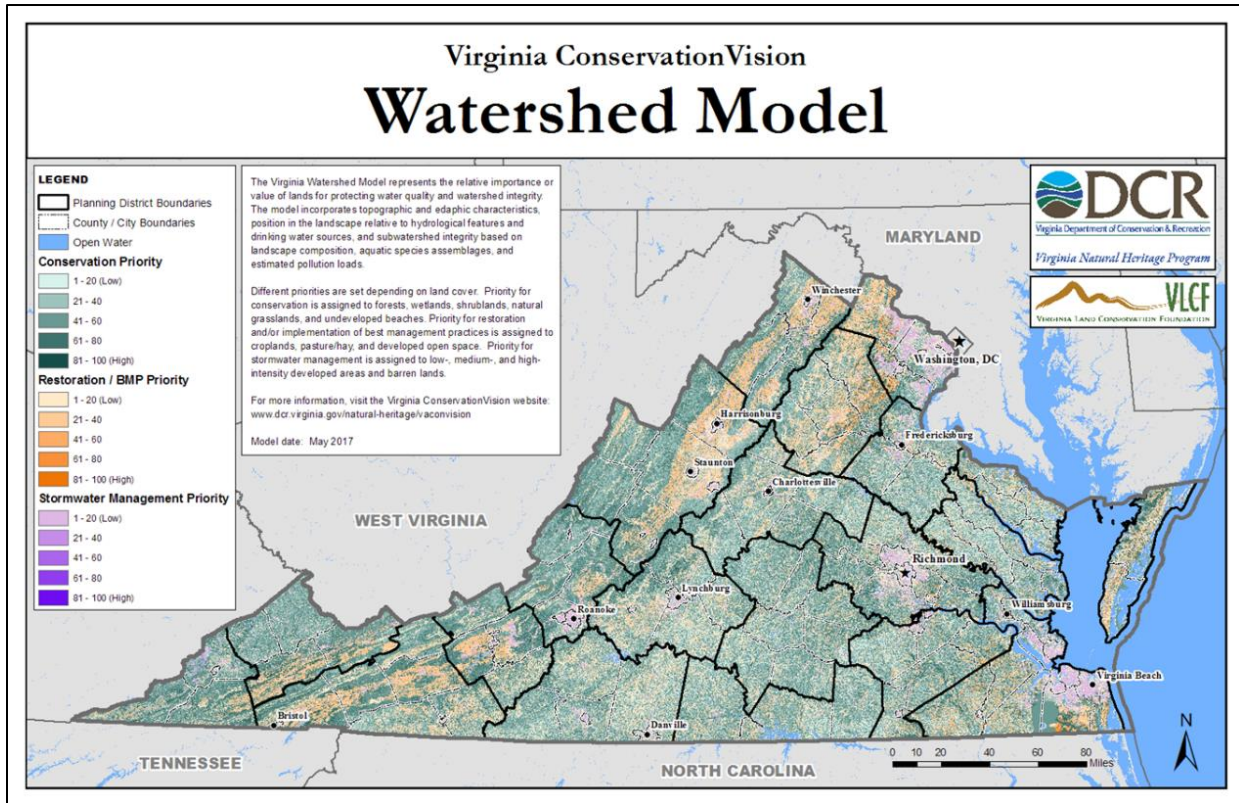 Virginia ConservationVision
Watershed Model
LEGEND
Planning District Boundaries
County / City Boundaries
Open Water
Conservation Priority
1 - 20 (Low)
21 - 40
41 - 60
61 - 80
81 - 100 (High)
Restoration / BMP Priority
1 - 20 (Low)
21 - 40
41 - 60
61 - 80
81 - 100 (High)
Stormwater Management Priority
1 - 20 (Low)
21 - 40
41 - 60
61 - 80
81 - 100 (High)
The Virginia Watershed Model represents the relative importance or
value of lands for protecting water quality and watershed integrity.
The model incorporates topographic and edaphic characteristics,
position in the landscape relative to hydrological features and
drinking water sources, and subwatershed integrity based on
landscape composition, aquatic species assemblages, and
estimated pollution loads.
Different priorities are set depending on land cover. Priority for
conservation is assigned to forests, wetlands, shrublands, natural
grasslands, and undeveloped beaches. Priority for restoration
and/or implementation of best management practices is assigned to
croplands, pasture/hay, and developed open space. Priority for
stormwater management is assigned to low-, medium-, and high-
intensity developed areas and barren lands.
For more information, visit the Virginia ConservationVision website:
www.dcr.virginia.gov/natural-heritage/vaconvision
Model date: May 2017
DCR
Virginia Department of Conservation & Recreation
Virginia Natural Heritage Program
VLCF
VIRGINIA LAND CONSERVATION FOUNDATION
MARYLAND
Winchester
Washington, DC
Harrisonburg
Fredericksburg
Staunton
Charlottesville
WEST VIRGINIA
Richmond
Lynchburg
Roanoke
Williamsburg
Virginia Beach
Bristol
Danville
TENNESSEE
NORTH CAROLINA
0 10 20 40 60 80
Miles
N